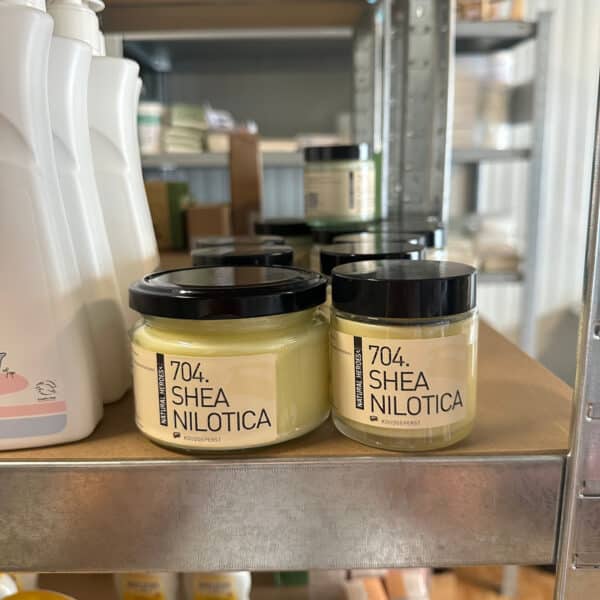 NATURAL HEROES
704.
SHEA
NILOTICA
KOUDGEPERST
NATURAL HEROES
704.
SHEA
NILOTICA
KOUDGEPERST